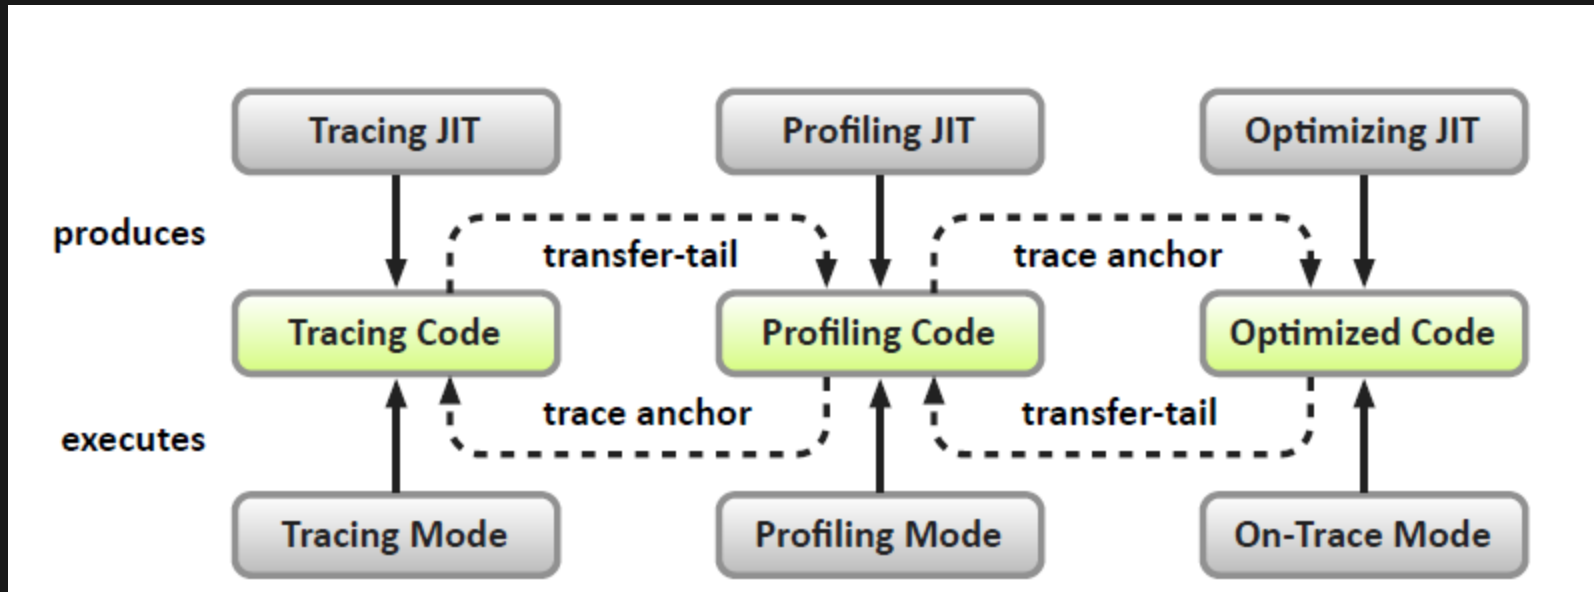 Tracing JIT
Profiling JIT
Optimizing JIT
produces
transfer-tail
trace anchor
Tracing Code
Profiling Code
Optimized Code
trace anchor
transfer-tail
executes
Tracing Mode
Profiling Mode
On-Trace Mode